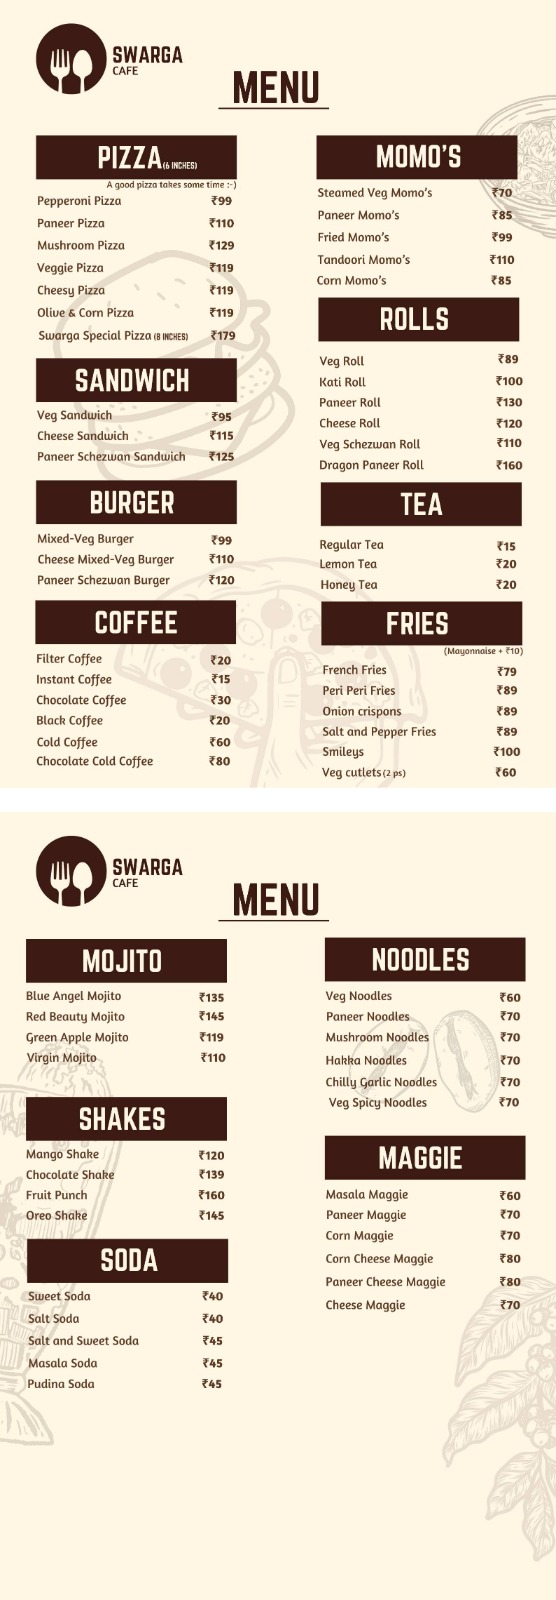 SWARGA
CAFE
MENU
PIZZA(6 INCHES)
A good pizza takes some time :-)
Pepperoni Pizza ₹99
Paneer Pizza ₹110
Mushroom Pizza ₹129
Veggie Pizza ₹119
Cheesy Pizza ₹119
Olive & Corn Pizza ₹119
Swarga Special Pizza (8 INCHES) ₹179
SANDWICH
Veg Sandwich ₹95
Cheese Sandwich ₹115
Paneer Schezwan Sandwich ₹125
BURGER
Mixed-Veg Burger ₹99
Cheese Mixed-Veg Burger ₹110
Paneer Schezwan Burger ₹120
COFFEE
Filter Coffee ₹20
Instant Coffee ₹15
Chocolate Coffee ₹30
Black Coffee ₹20
Cold Coffee ₹60
Chocolate Cold Coffee ₹80
MOMO'S
Steamed Veg Momo's ₹70
Paneer Momo's ₹85
Fried Momo's ₹99
Tandoori Momo's ₹110
Corn Momo's ₹85
ROLLS
Veg Roll ₹89
Kati Roll ₹100
Paneer Roll ₹130
Cheese Roll ₹120
Veg Schezwan Roll ₹110
Dragon Paneer Roll ₹160
TEA
Regular Tea ₹15
Lemon Tea ₹20
Honey Tea ₹20
FRIES
(Mayonnaise + ₹10)
French Fries ₹79
Peri Peri Fries ₹89
Onion crispons ₹89
Salt and Pepper Fries ₹89
Smileys ₹100
Veg cutlets (2 ps) ₹60
SWARGA
CAFE
MENU
MOJITO
Blue Angel Mojito ₹135
Red Beauty Mojito ₹145
Green Apple Mojito ₹119
Virgin Mojito ₹110
SHAKES
Mango Shake ₹120
Chocolate Shake ₹139
Fruit Punch ₹160
Oreo Shake ₹145
SODA
Sweet Soda ₹40
Salt Soda ₹40
Salt and Sweet Soda ₹45
Masala Soda ₹45
Pudina Soda ₹45
NOODLES
Veg Noodles ₹60
Paneer Noodles ₹70
Mushroom Noodles ₹70
Hakka Noodles ₹70
Chilly Garlic Noodles ₹70
Veg Spicy Noodles ₹70
MAGGIE
Masala Maggie ₹60
Paneer Maggie ₹70
Corn Maggie ₹70
Corn Cheese Maggie ₹80
Paneer Cheese Maggie ₹80
Cheese Maggie ₹70